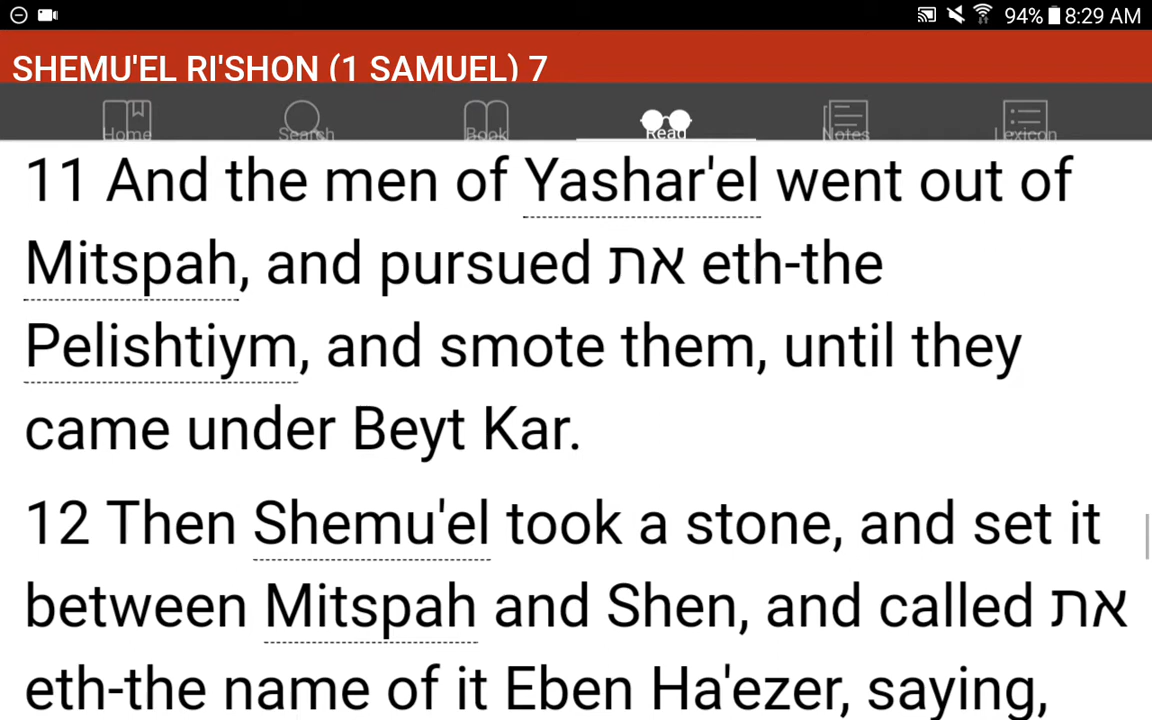 94% 8:29 AM
SHEMU'EL RI'SHON (1 SAMUEL) 7
Home Search Book Read Notes Lexicon
11 And the men of Yashar'el went out of
Mitspah, and pursued את eth-the
Pelishtiym, and smote them, until they
came under Beyt Kar.
12 Then Shemu'el took a stone, and set it
between Mitspah and Shen, and called את
eth-the name of it Eben Ha'ezer, saying,